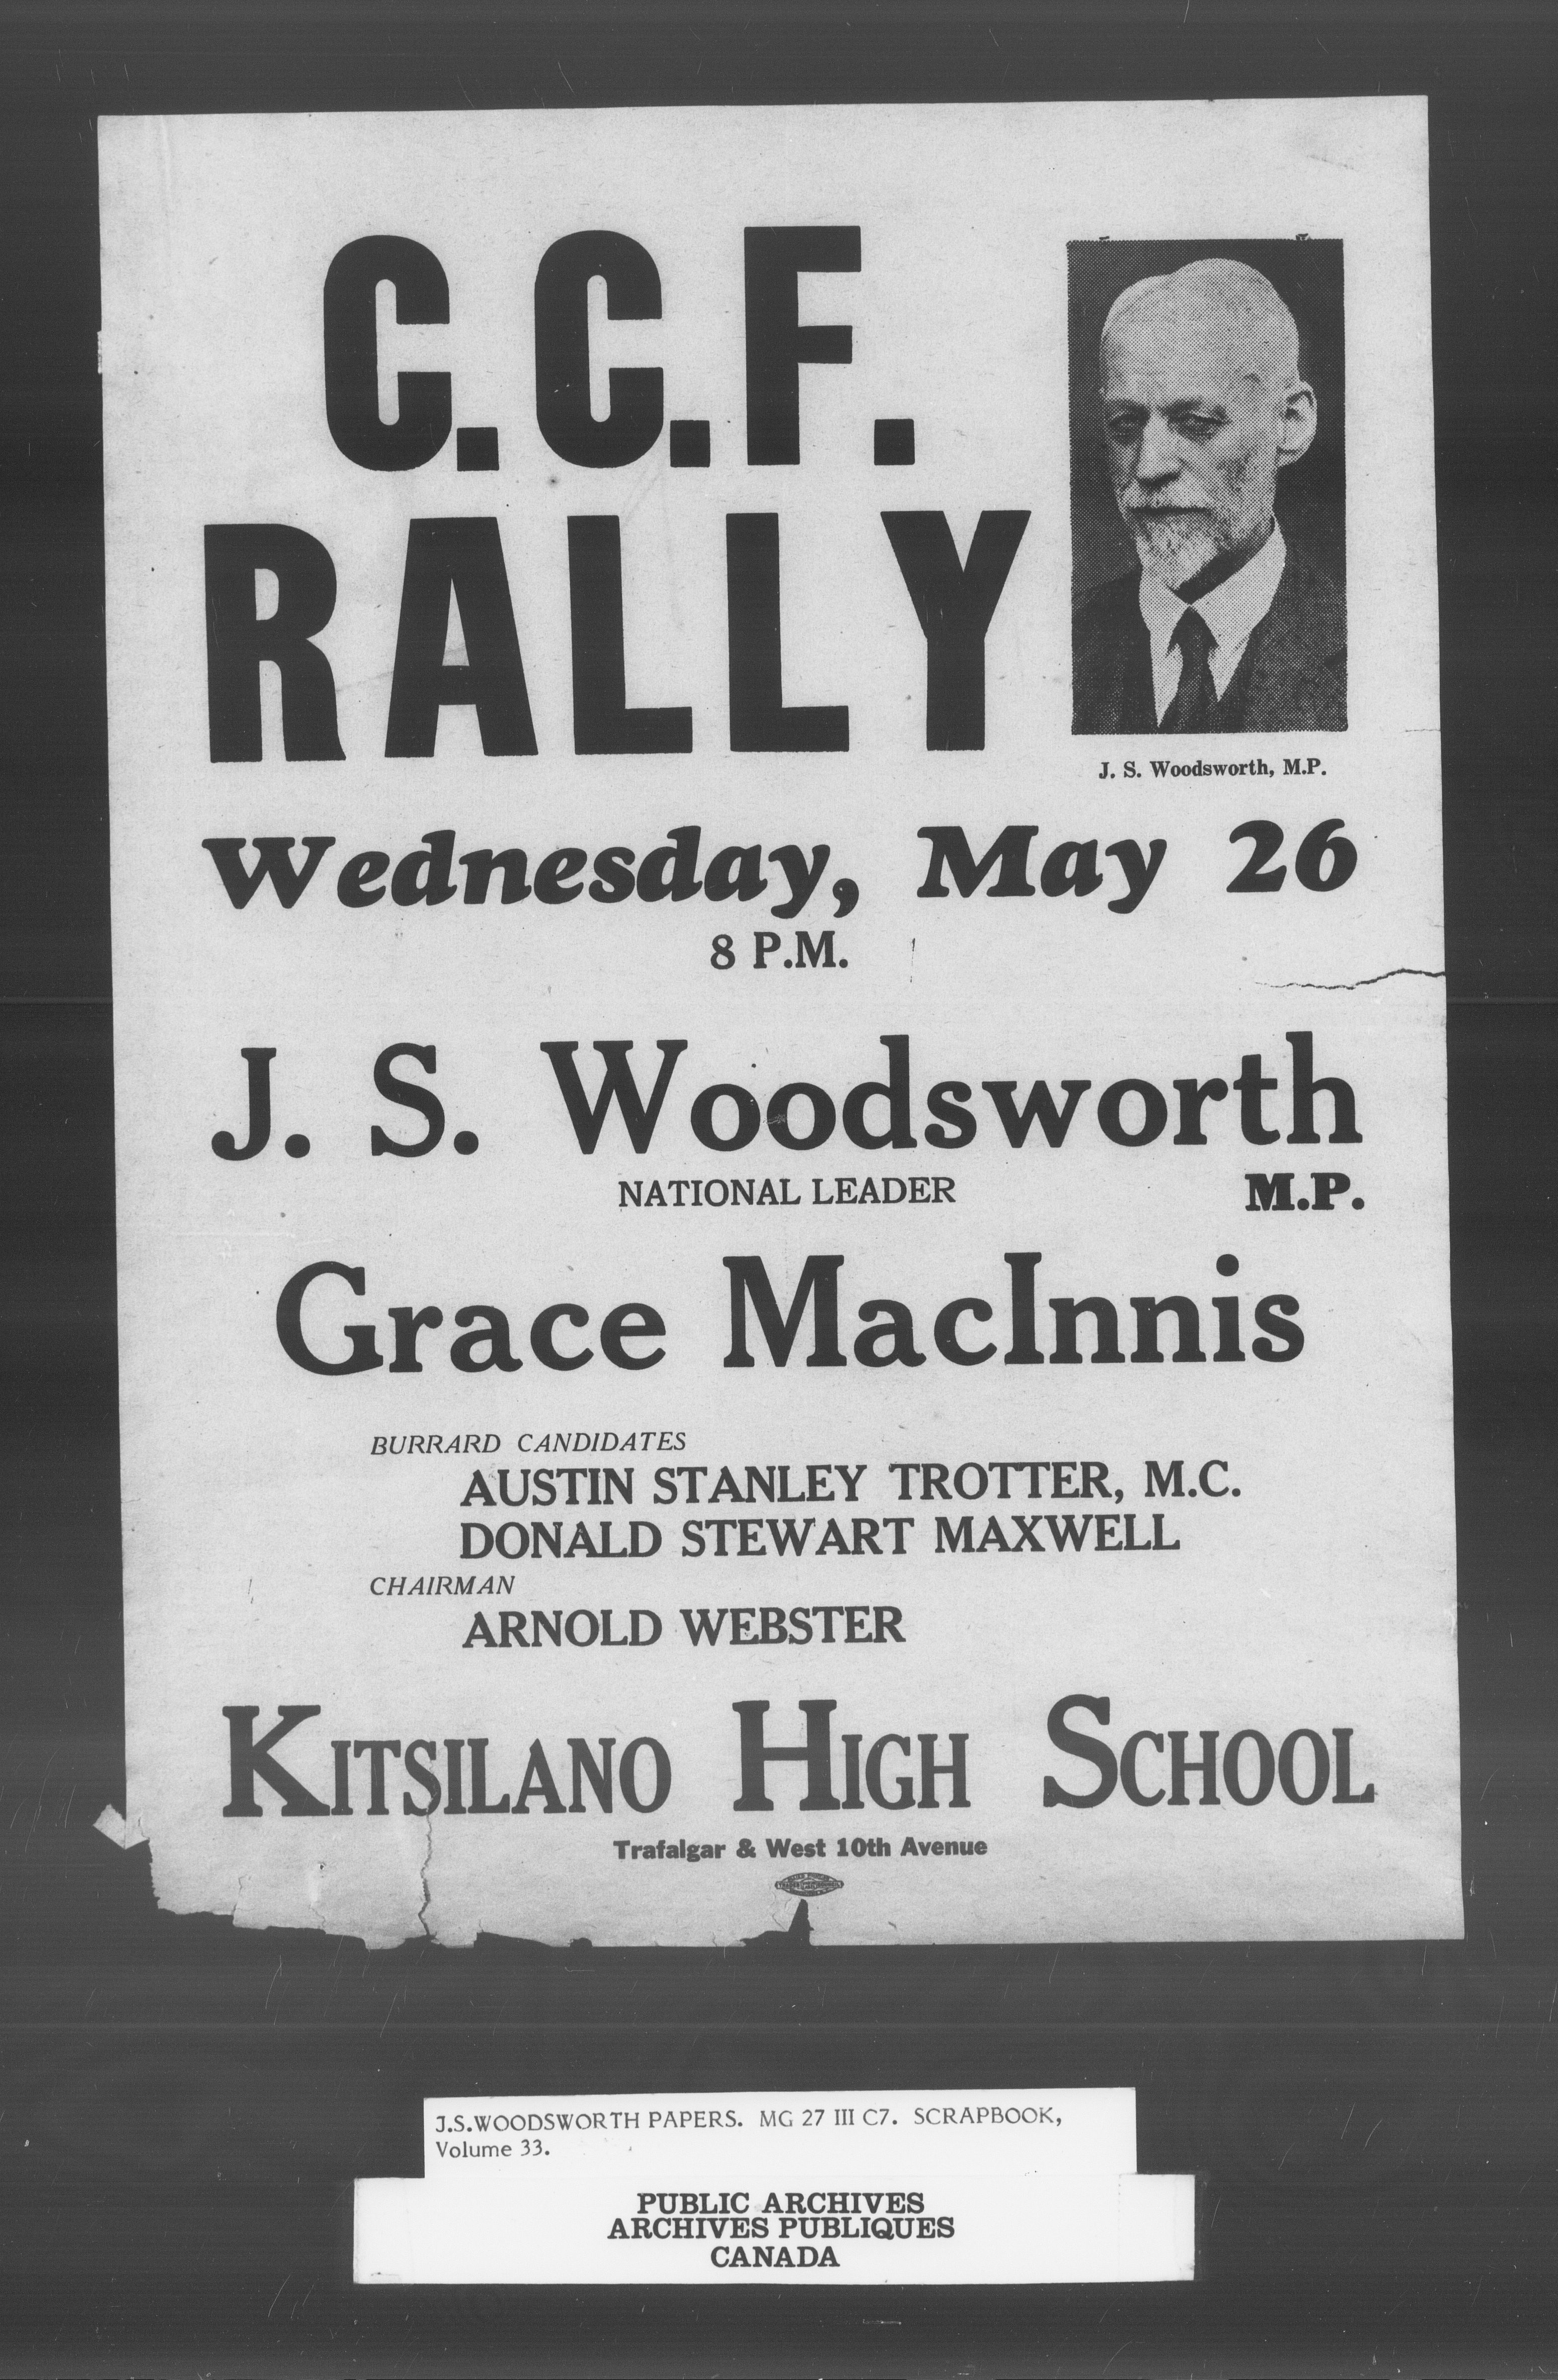 C.C.F.
RALLY
J. S. Woodsworth, M.P.
Wednesday, May 26
8 P.M.
J. S. Woodsworth
NATIONAL LEADER M.P.
Grace MacInnis
BURRARD CANDIDATES
AUSTIN STANLEY TROTTER, M.C.
DONALD STEWART MAXWELL
CHAIRMAN
ARNOLD WEBSTER
KITSILANO HIGH SCHOOL
Trafalgar & West 10th Avenue
J.S.WOODSWORTH PAPERS. MG 27 III C7. SCRAPBOOK,
Volume 33.
PUBLIC ARCHIVES
ARCHIVES PUBLIQUES
CANADA